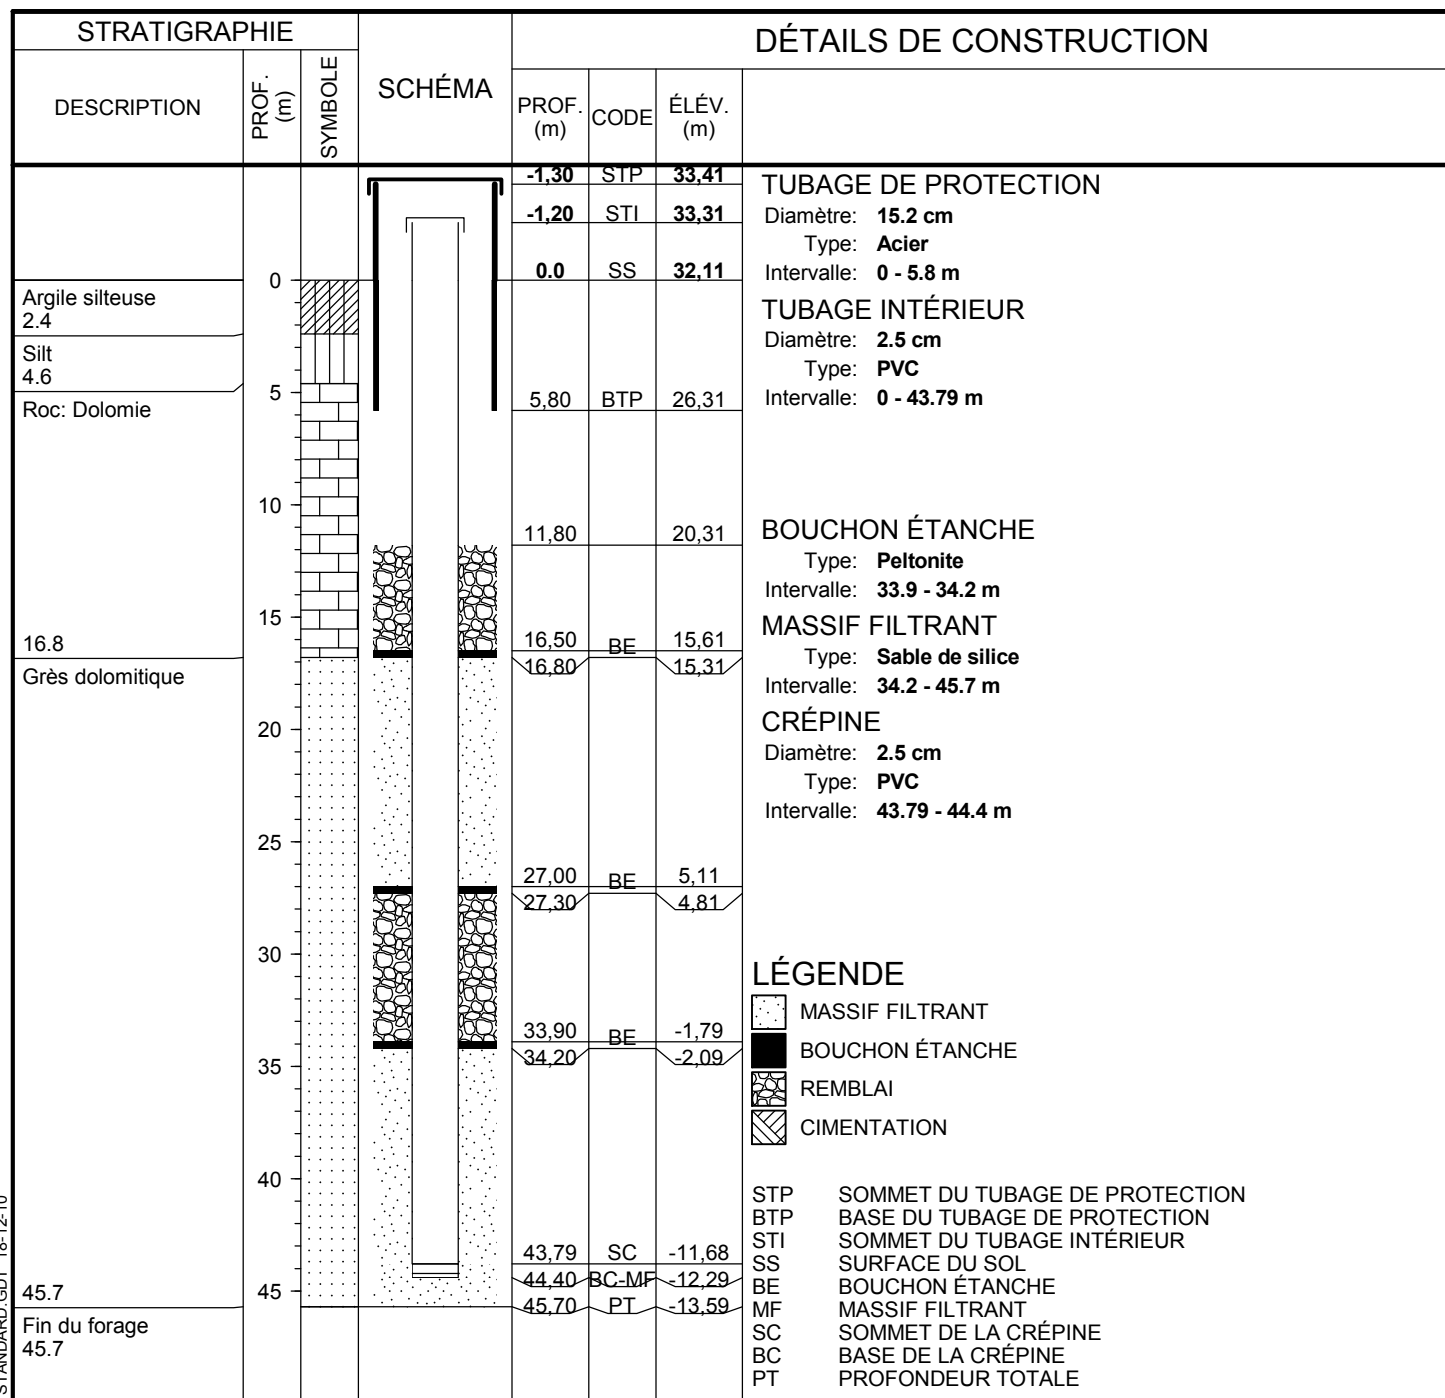 STRATIGRAPHIE
SCHÉMA
DÉTAILS DE CONSTRUCTION
DESCRIPTION
PROF. (m)
SYMBOLE
PROF. (m)
CODE
ÉLÉV. (m)
-1,30 STP 33,41
-1,20 STI 33,31
0.0 SS 32,11
5,80 BTP 26,31
11,80 20,31
16,50 BE 15,61
16,80 15,31
27,00 BE 5,11
27,30 4,81
33,90 BE -1,79
34,20 -2,09
43,79 SC -11,68
44,40 BC-MF -12,29
45,70 PT -13,59
Argile silteuse
2.4
Silt
4.6
Roc: Dolomie
16.8
Grès dolomitique
45.7
Fin du forage
45.7
0
5
10
15
20
25
30
35
40
45
TUBAGE DE PROTECTION
Diamètre: 15.2 cm
Type: Acier
Intervalle: 0 - 5.8 m
TUBAGE INTÉRIEUR
Diamètre: 2.5 cm
Type: PVC
Intervalle: 0 - 43.79 m
BOUCHON ÉTANCHE
Type: Peltonite
Intervalle: 33.9 - 34.2 m
MASSIF FILTRANT
Type: Sable de silice
Intervalle: 34.2 - 45.7 m
CRÉPINE
Diamètre: 2.5 cm
Type: PVC
Intervalle: 43.79 - 44.4 m
LÉGENDE
MASSIF FILTRANT
BOUCHON ÉTANCHE
REMBLAI
CIMENTATION
STP SOMMET DU TUBAGE DE PROTECTION
BTP BASE DU TUBAGE DE PROTECTION
STI SOMMET DU TUBAGE INTÉRIEUR
SS SURFACE DU SOL
BE BOUCHON ÉTANCHE
MF MASSIF FILTRANT
SC SOMMET DE LA CRÉPINE
BC BASE DE LA CRÉPINE
PT PROFONDEUR TOTALE
STANDARD.GDT 18-12-10